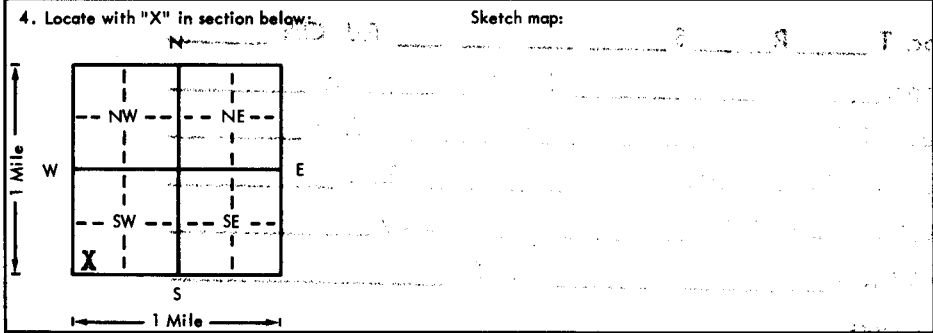 4. Locate with "X" in section below: Sketch map:
N
NW NE
1 Mile
W E
SW SE
X
S
1 Mile